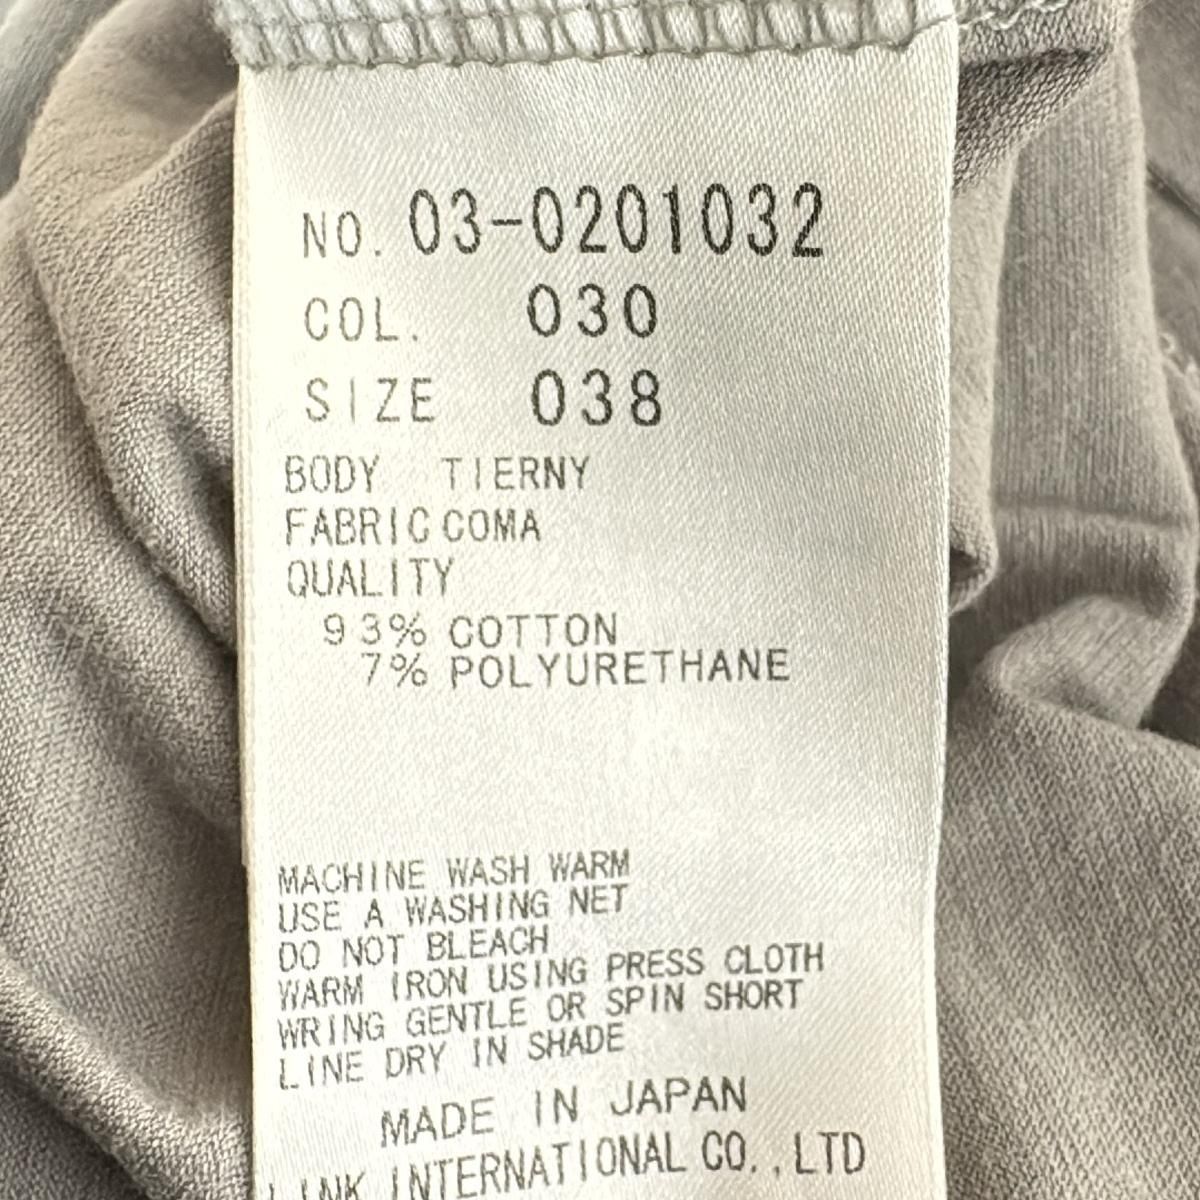 NO. 03-0201032
COL. 030
SIZE 038
BODY TIERNY
FABRIC COMA
QUALITY
93% COTTON
7% POLYURETHANE
MACHINE WASH WARM
USE A WASHING NET
DO NOT BLEACH
WARM IRON USING PRESS CLOTH
WRING GENTLE OR SPIN SHORT
LINE DRY IN SHADE
MADE IN JAPAN
LINK INTERNATIONAL CO.,LTD